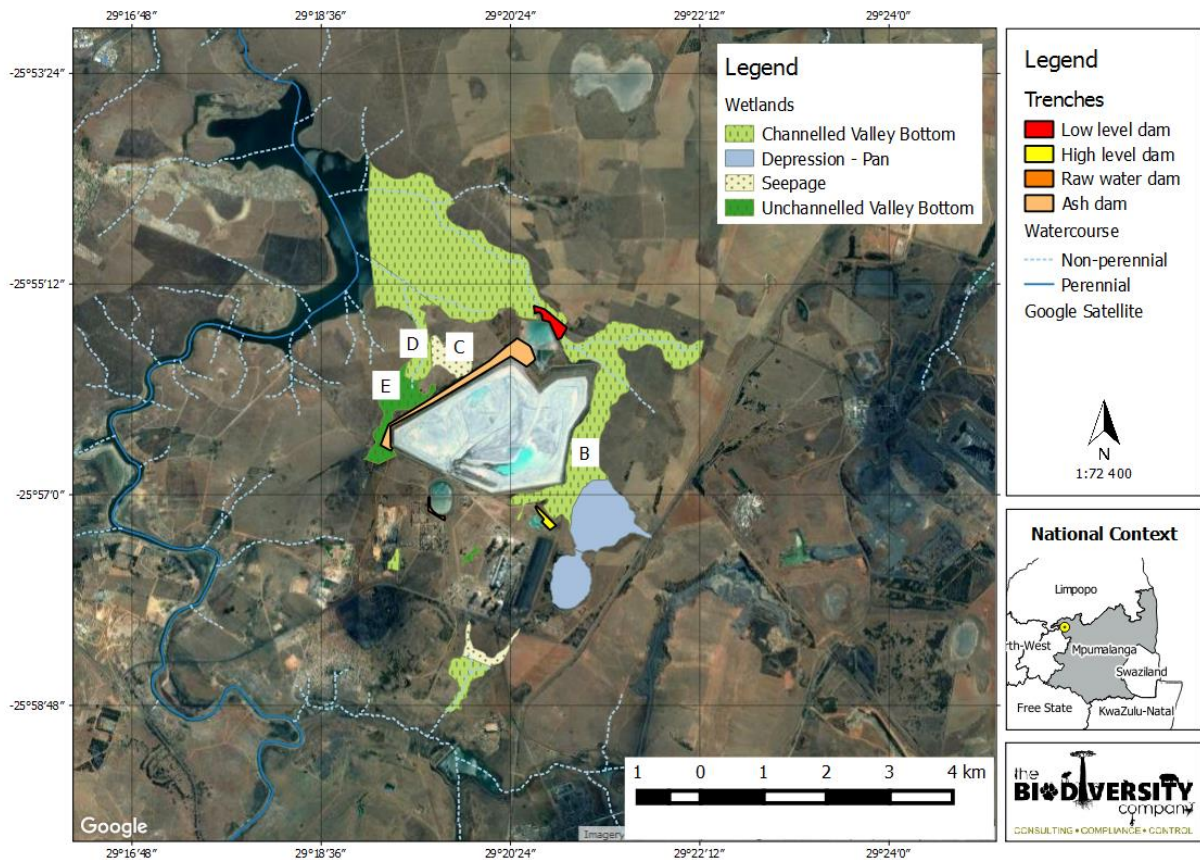 29°16'48"
29°18'36"
29°20'24"
29°22'12"
29°24'0"
-25°53'24"
-25°55'12"
-25°57'0"
-25°58'48"
Legend
Wetlands
Channelled Valley Bottom
Depression - Pan
Seepage
Unchannelled Valley Bottom
D
C
E
B
1 0 1 2 3 4 km
Google
Imagery
29°16'48"
29°18'36"
29°20'24"
29°22'12"
29°24'0"
Legend
Trenches
Low level dam
High level dam
Raw water dam
Ash dam
Watercourse
Non-perennial
Perennial
Google Satellite
N
1:72 400
National Context
Limpopo
rth-West
Mpumalanga
Swaziland
Free State
KwaZulu-Natal
the
BIODIVERSITY
company
CONSULTING • COMPLIANCE • CONTROL